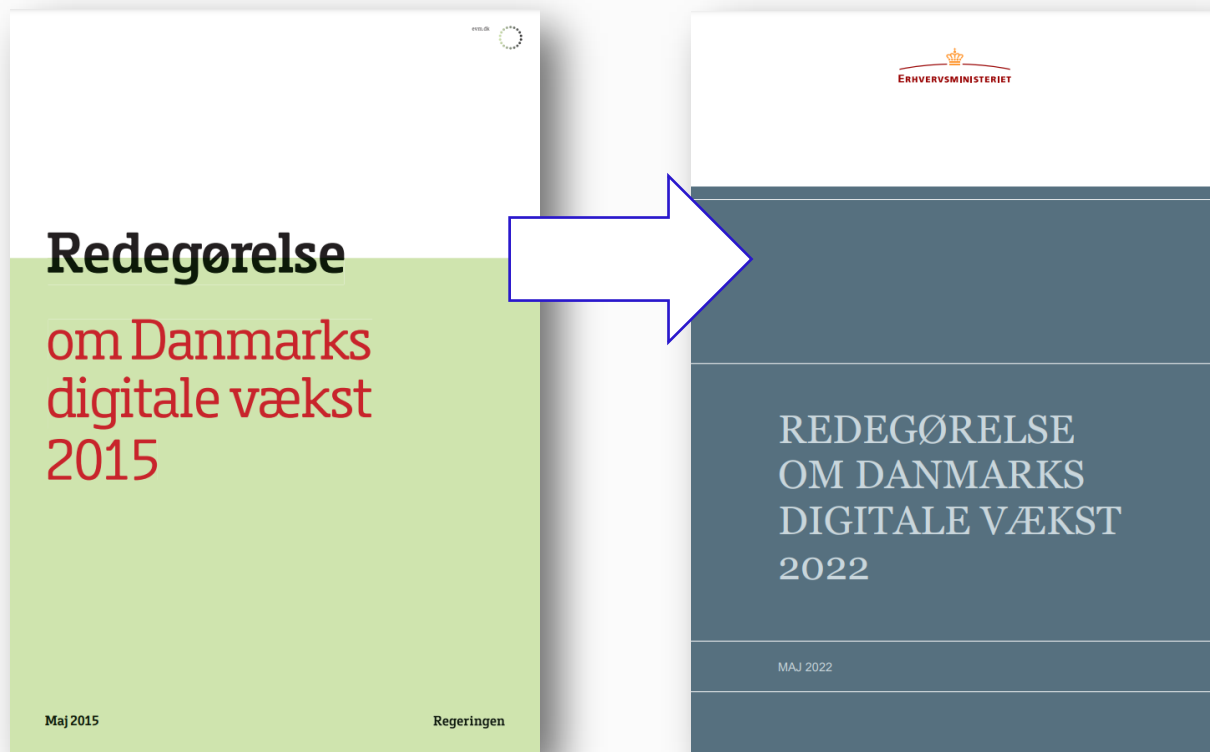 evm.dk
Redegørelse
om Danmarks
digitale vækst
2015
Maj 2015
Regeringen
ERHVERVSMINISTERIET
REDEGØRELSE
OM DANMARKS
DIGITALE VÆKST
2022
MAJ 2022